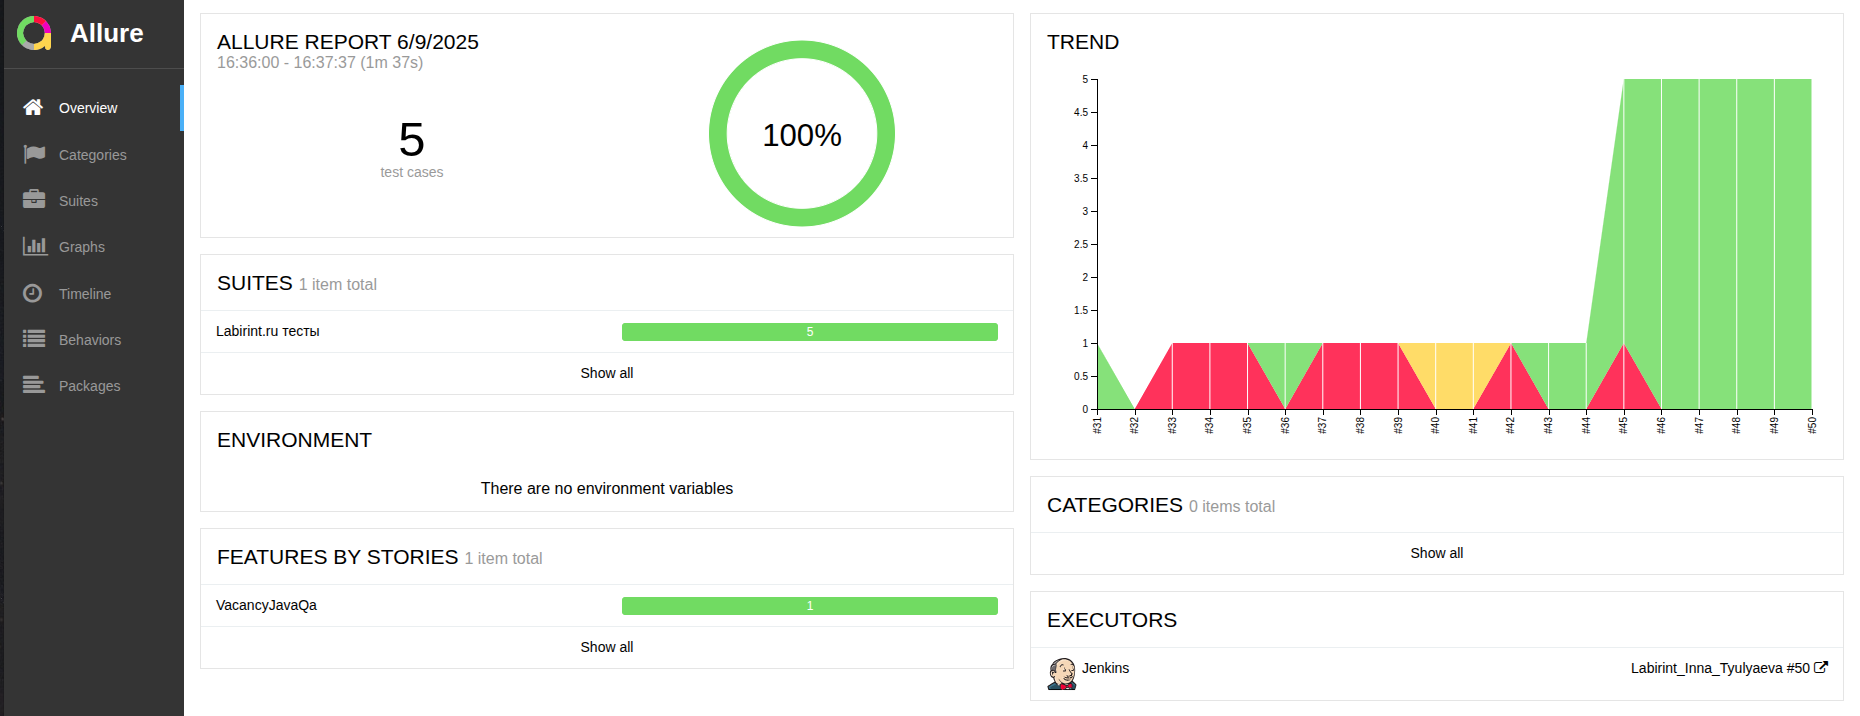 Allure
Overview
Categories
Suites
Graphs
Timeline
Behaviors
Packages
ALLURE REPORT 6/9/2025
16:36:00 - 16:37:37 (1m 37s)
5
test cases
100%
SUITES 1 item total
Labirint.ru тесты 5
Show all
ENVIRONMENT
There are no environment variables
FEATURES BY STORIES 1 item total
VacancyJavaQa 1
Show all
TREND
5
4.5
4
3.5
3
2.5
2
1.5
1
0.5
0
#31 #32 #33 #34 #35 #36 #37 #38 #39 #40 #41 #42 #43 #44 #45 #46 #47 #48 #49 #50
CATEGORIES 0 items total
Show all
EXECUTORS
Jenkins Labirint_Inna_Tyulyaeva #50